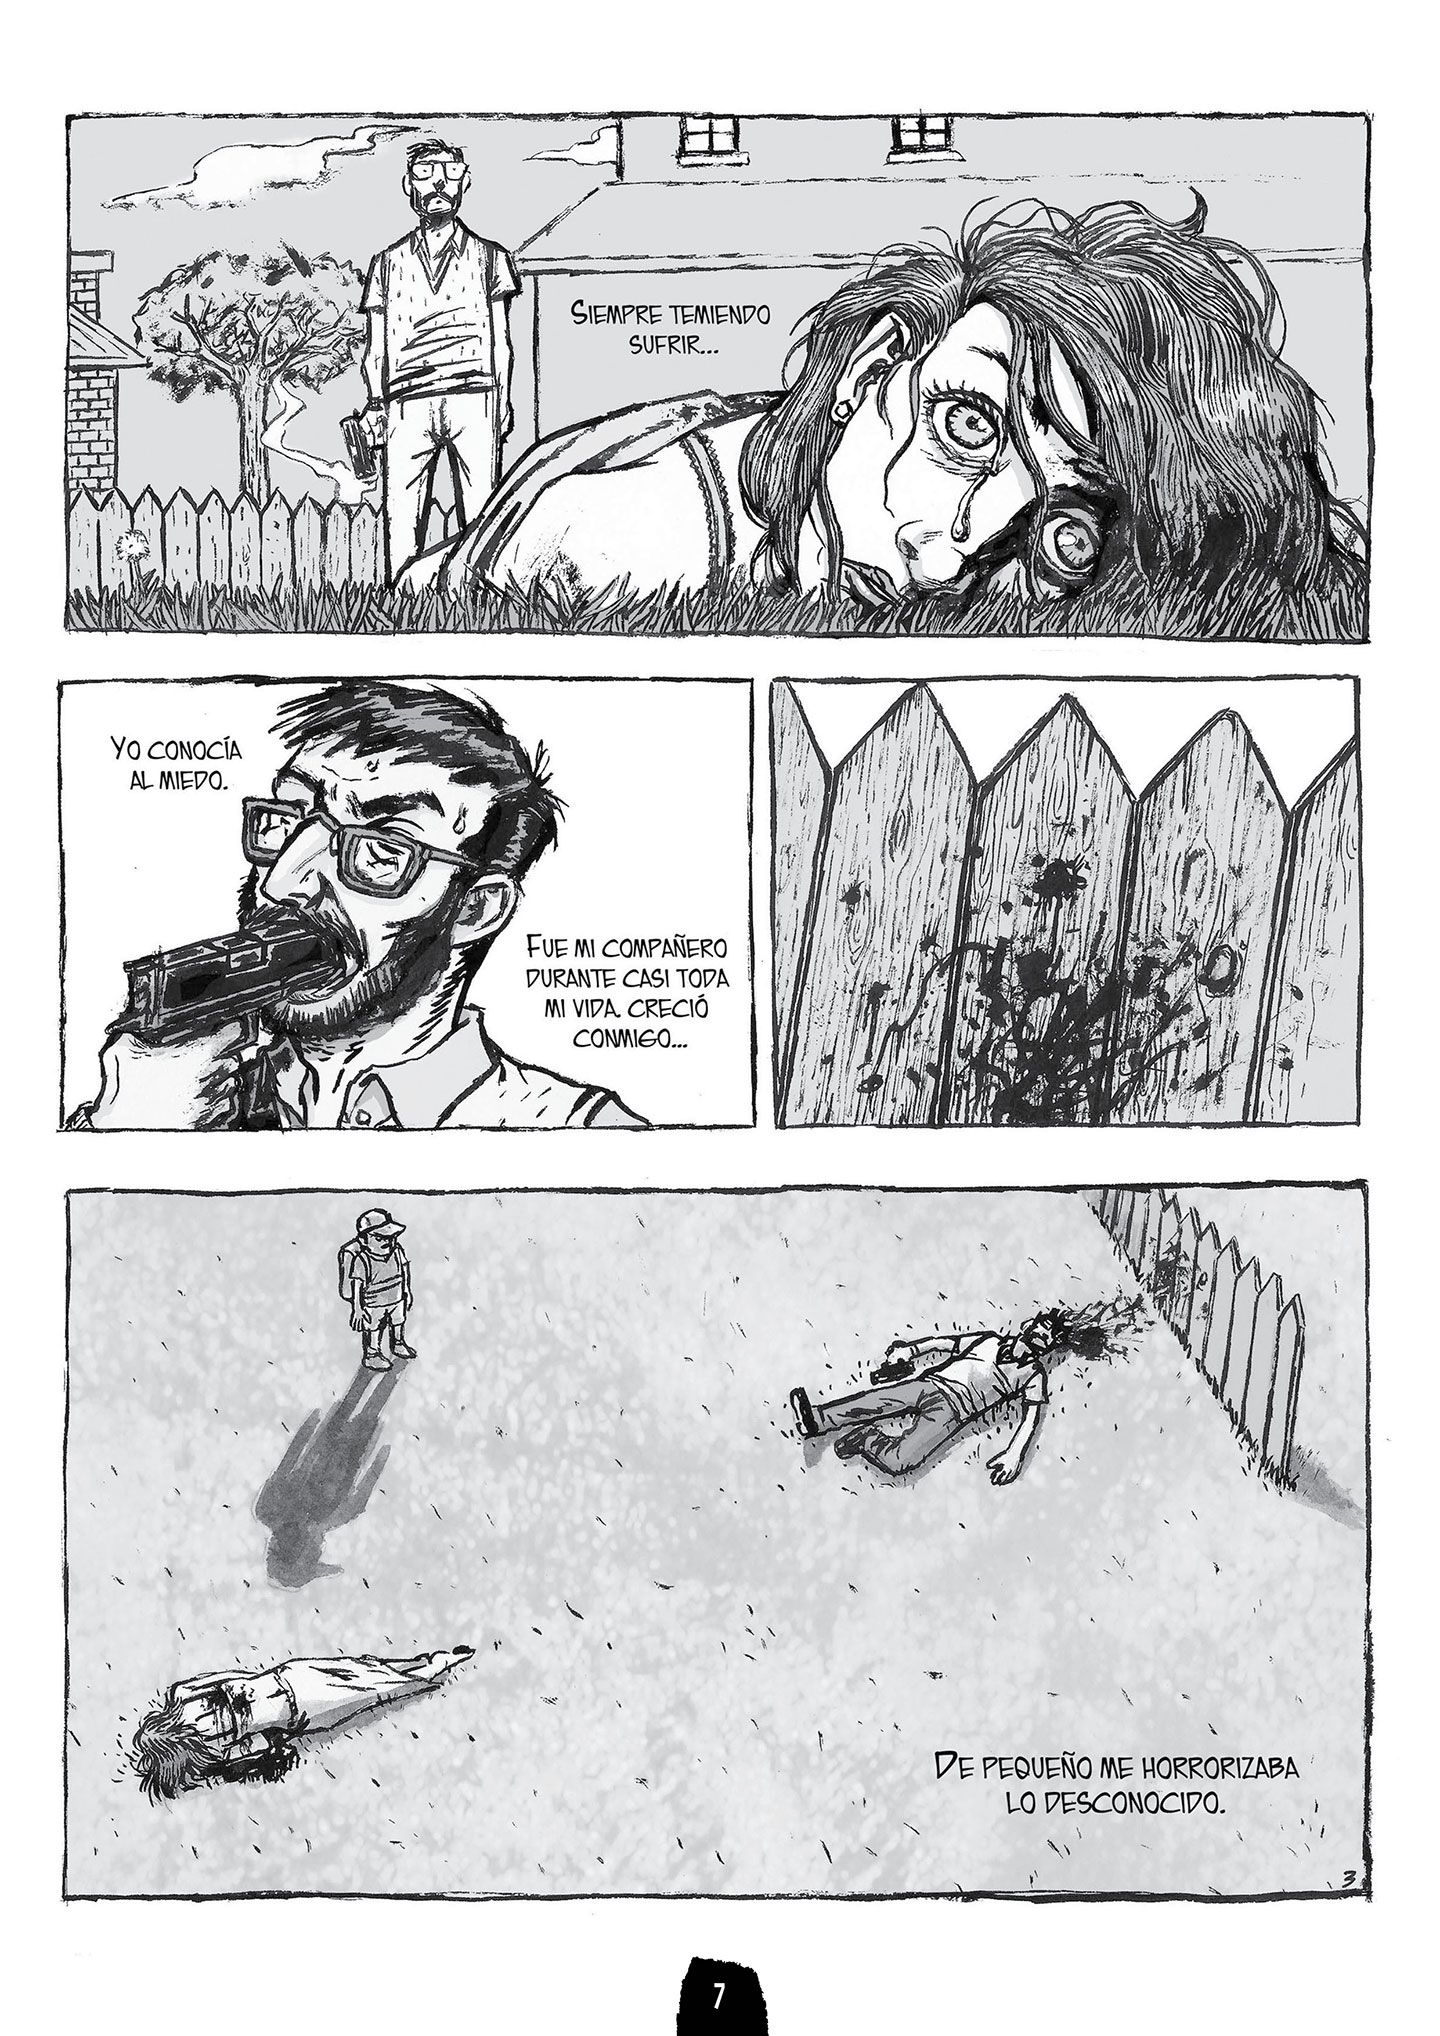 Siempre temiendo
sufrir...
Yo conocía
al miedo.
Fue mi compañero
durante casi toda
mi vida. Creció
conmigo...
De pequeño me horrorizaba
lo desconocido.
3
7